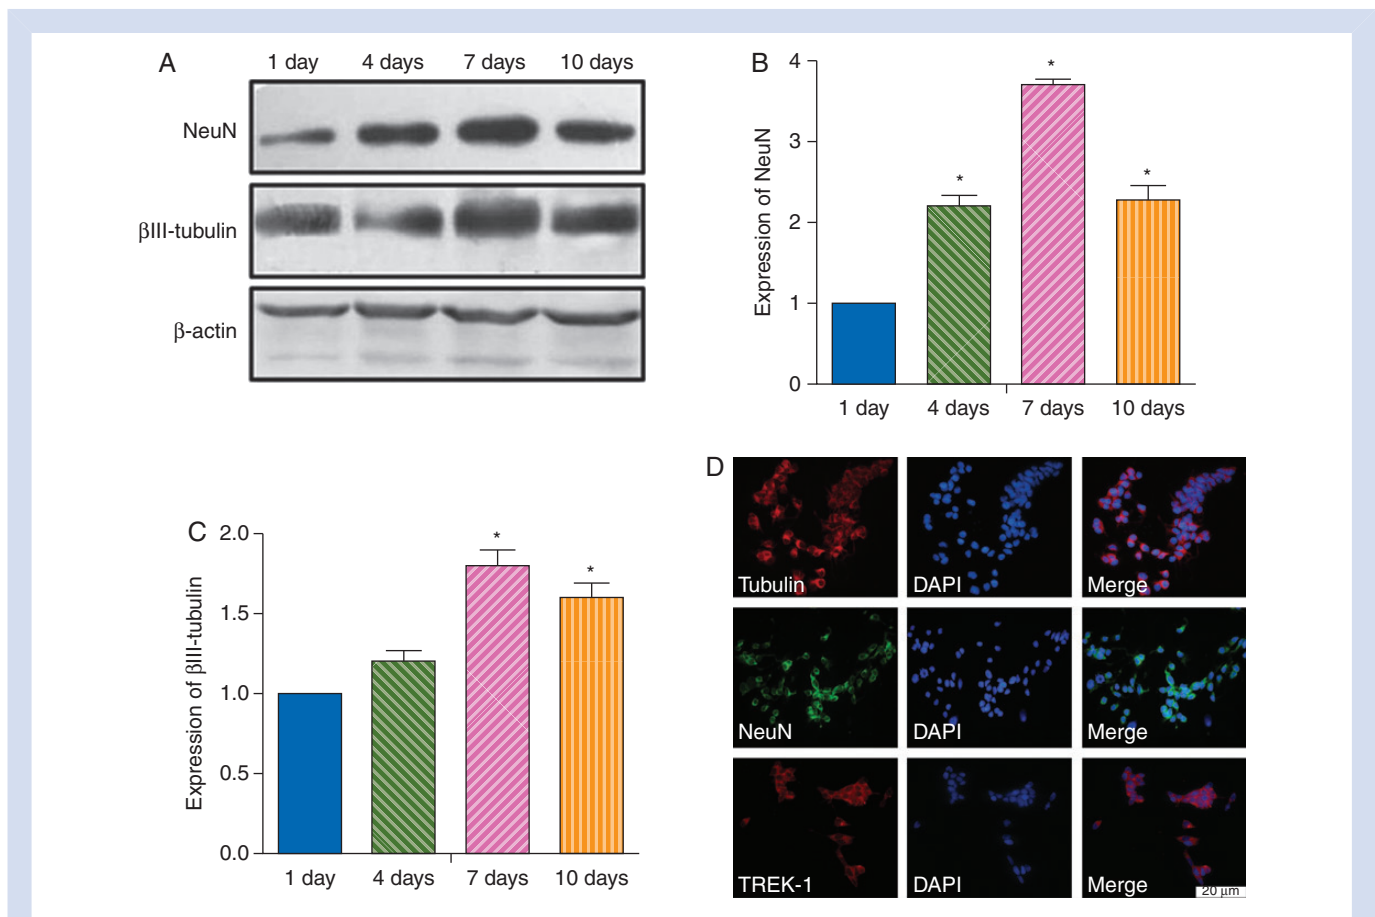 A
1 day 4 days 7 days 10 days
NeuN
βIII-tubulin
β-actin
B
Expression of NeuN
4
3
2
1
0
*
*
*
1 day 4 days 7 days 10 days
C
Expression of βIII-tubulin
2.0
1.5
1.0
0.5
0.0
*
*
1 day 4 days 7 days 10 days
D
Tubulin DAPI Merge
NeuN DAPI Merge
TREK-1 DAPI Merge
20 µm